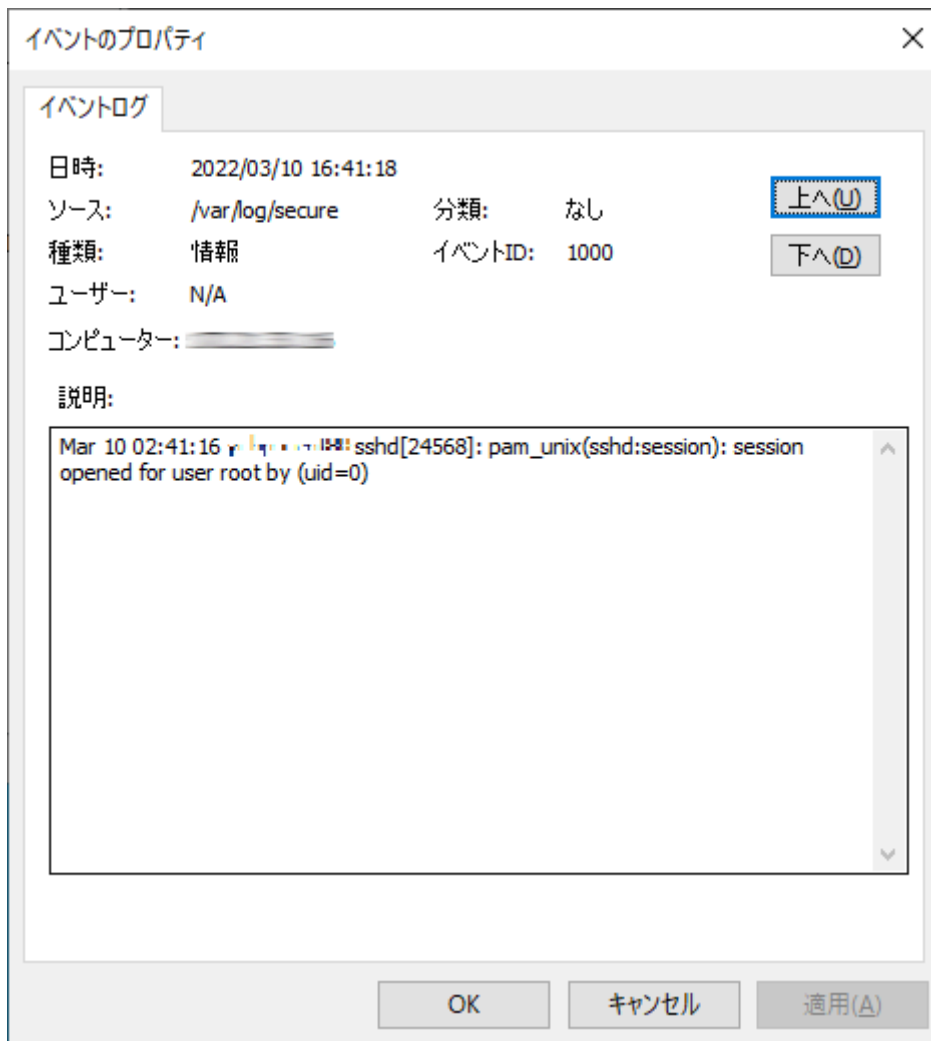 イベントのプロパティ
イベントログ
日時: 2022/03/10 16:41:18
上へ(U)
ソース: /var/log/secure 分類: なし
種類: 情報 イベントID: 1000
下へ(D)
ユーザー: N/A
コンピューター:
説明:
Mar 10 02:41:16 sshd[24568]: pam_unix(sshd:session): session
opened for user root by (uid=0)
OK キャンセル 適用(A)